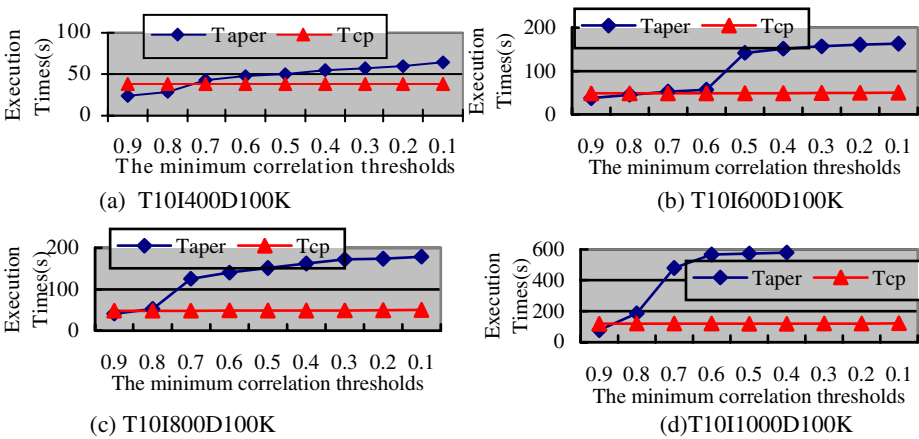 100
50
0
Taper Tcp
Execution
Times(s)
0.9 0.8 0.7 0.6 0.5 0.4 0.3 0.2 0.1
The minimum correlation thresholds
(a) T10I400D100K
200
100
0
Taper Tcp
Execution
Times(s)
0.9 0.8 0.7 0.6 0.5 0.4 0.3 0.2 0.1
The minimum correlation thresholds
(b) T10I600D100K
200
100
0
Taper Tcp
Execution
Times(s)
0.9 0.8 0.7 0.6 0.5 0.4 0.3 0.2 0.1
The minimum correlation thresholds
(c) T10I800D100K
600
400
200
0
Taper Tcp
Execution
Times(s)
0.9 0.8 0.7 0.6 0.5 0.4 0.3 0.2 0.1
The minimum correlation thresholds
(d)T10I1000D100K